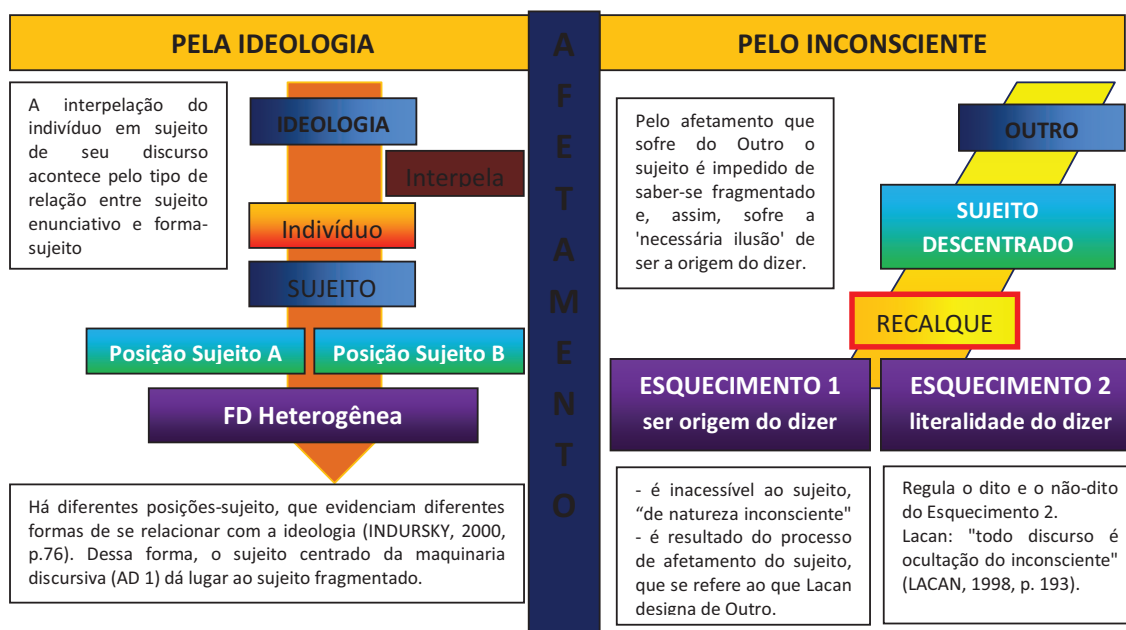 PELA IDEOLOGIA
A interpelação do
indivíduo em sujeito
de seu discurso
acontece pelo tipo de
relação entre sujeito
enunciativo e forma-
sujeito
IDEOLOGIA
Interpela
Indivíduo
SUJEITO
Posição Sujeito A
Posição Sujeito B
FD Heterogênea
Há diferentes posições-sujeito, que evidenciam diferentes
formas de se relacionar com a ideologia (INDURSKY, 2000,
p.76). Dessa forma, o sujeito centrado da maquinaria
discursiva (AD 1) dá lugar ao sujeito fragmentado.
A
F
E
T
A
M
E
N
T
O
PELO INCONSCIENTE
Pelo afetamento que
sofre do Outro o
sujeito é impedido de
saber-se fragmentado
e, assim, sofre a
'necessária ilusão' de
ser a origem do dizer.
OUTRO
SUJEITO
DESCENTRADO
RECALQUE
ESQUECIMENTO 1
ser origem do dizer
ESQUECIMENTO 2
literalidade do dizer
- é inacessível ao sujeito,
“de natureza inconsciente"
- é resultado do processo
de afetamento do sujeito,
que se refere ao que Lacan
designa de Outro.
Regula o dito e o não-dito
do Esquecimento 2.
Lacan: "todo discurso é
ocultação do inconsciente"
(LACAN, 1998, p. 193).